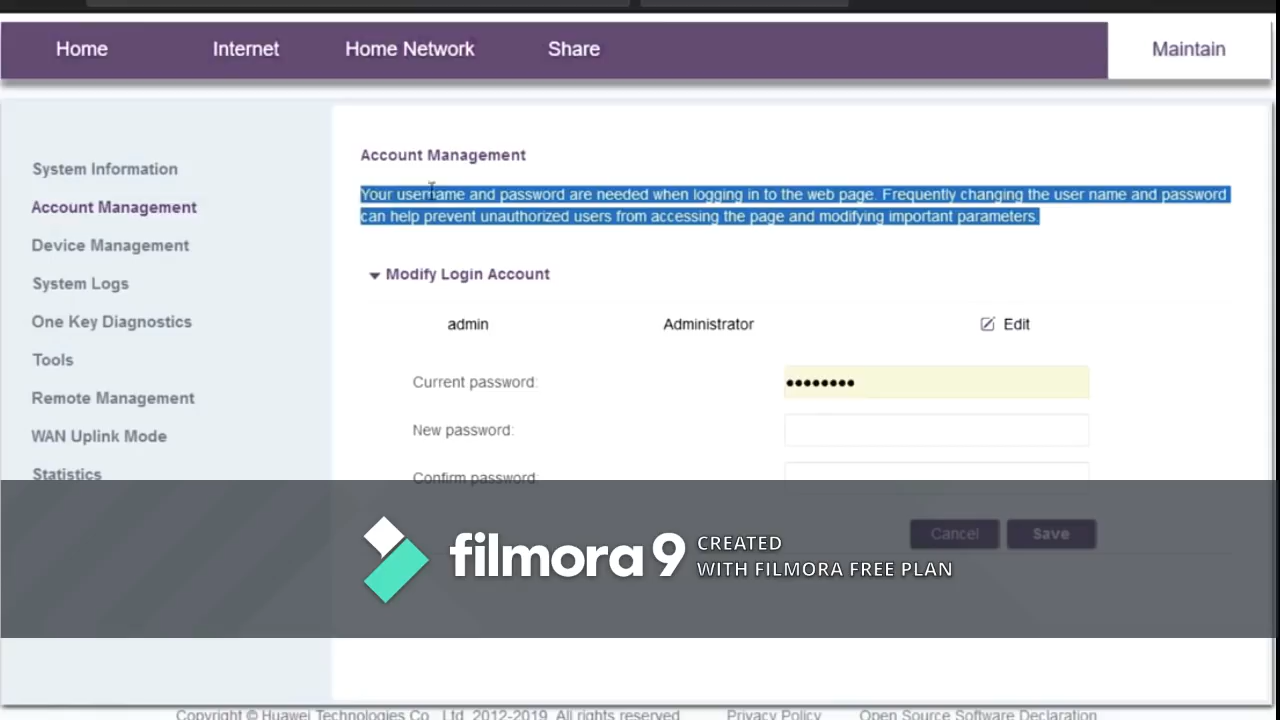 Home Internet Home Network Share Maintain
System Information
Account Management
Device Management
System Logs
One Key Diagnostics
Tools
Remote Management
WAN Uplink Mode
Statistics
Account Management
Your username and password are needed when logging in to the web page. Frequently changing the user name and password
can help prevent unauthorized users from accessing the page and modifying important parameters.
Modify Login Account
admin Administrator Edit
Current password:
New password:
Confirm password:
Cancel Save
filmora9 CREATED
WITH FILMORA FREE PLAN
Copyright © Huawei Technologies Co., Ltd. 2012-2019. All rights reserved. Privacy Policy Open Source Software Declaration